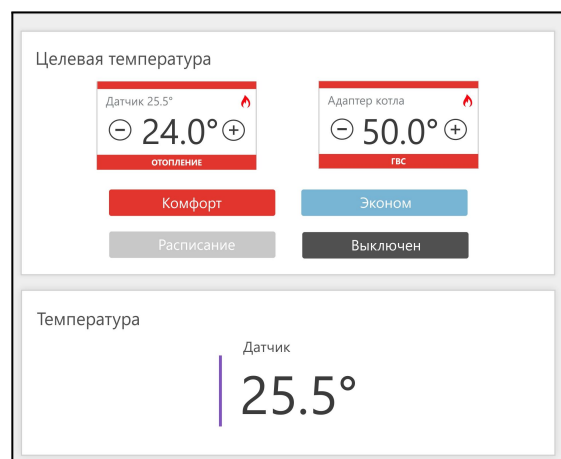 Целевая температура
Датчик 25.5°
24.0°
ОТОПЛЕНИЕ
Адаптер котла
50.0°
ГВС
Комфорт
Эконом
Расписание
Выключен
Температура
Датчик
25.5°